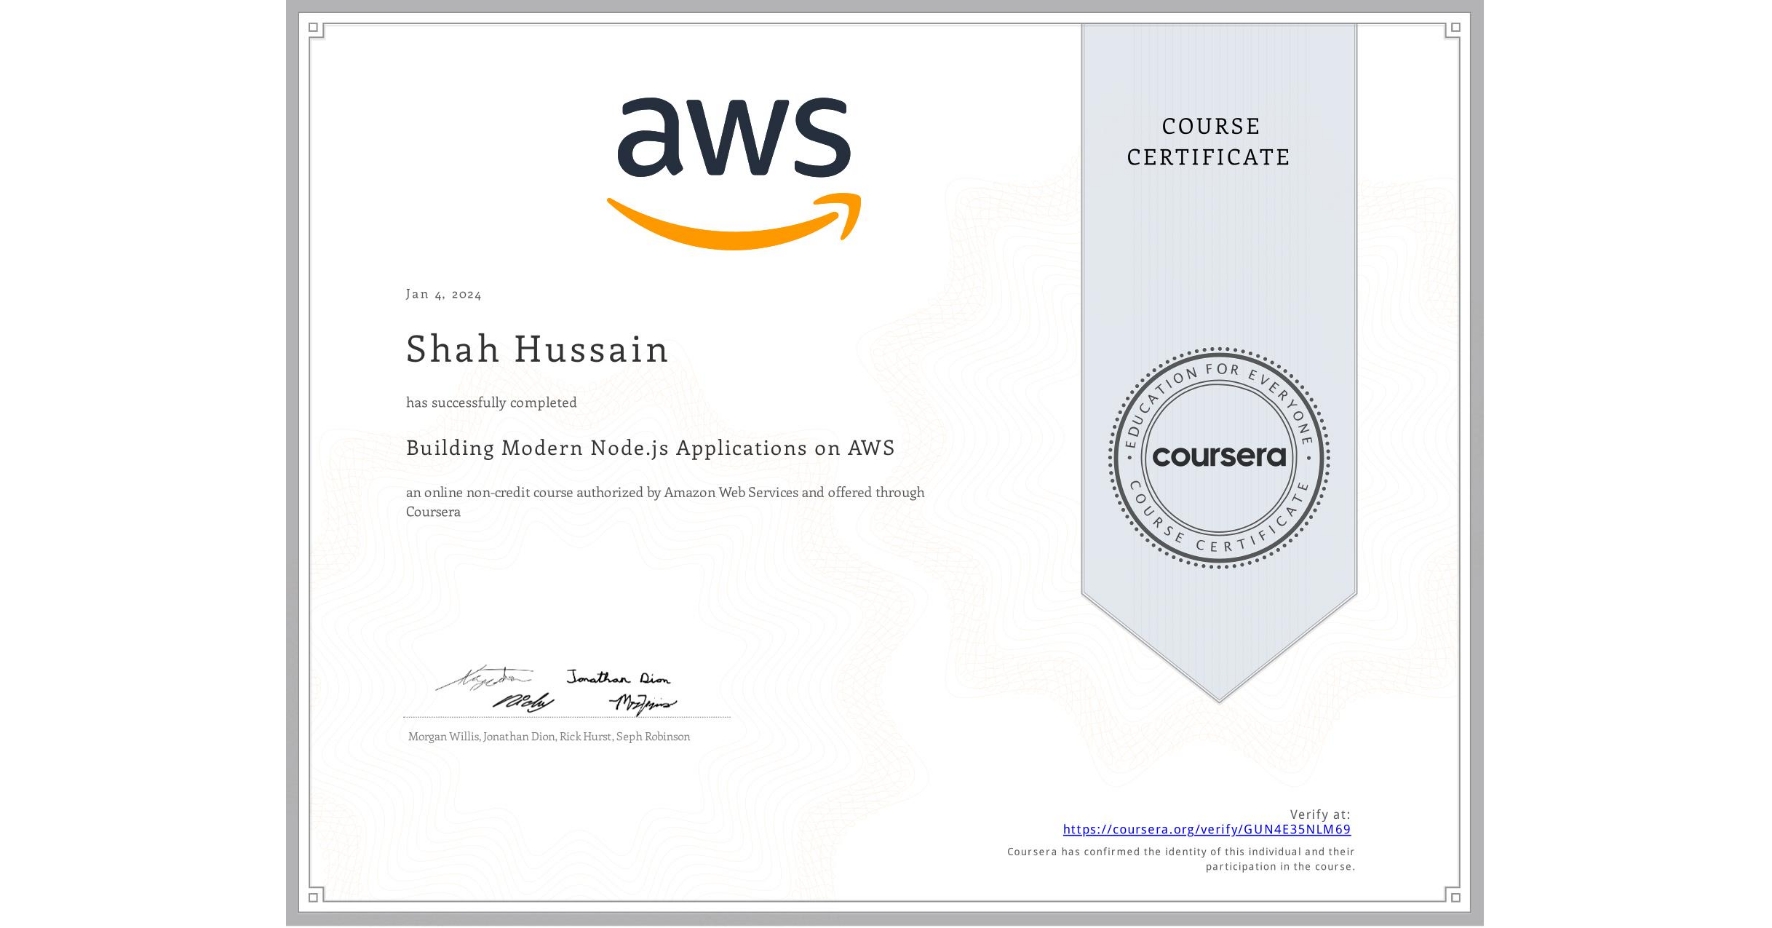 aws
COURSE
CERTIFICATE
Jan 4, 2024
Shah Hussain
has successfully completed
Building Modern Node.js Applications on AWS
an online non-credit course authorized by Amazon Web Services and offered through
Coursera
EDUCATION FOR EVERYONE
coursera
COURSE CERTIFICATE
Jonathan Dion
Morgan Willis, Jonathan Dion, Rick Hurst, Seph Robinson
Verify at:
https://coursera.org/verify/GUN4E35NLM69
Coursera has confirmed the identity of this individual and their
participation in the course.